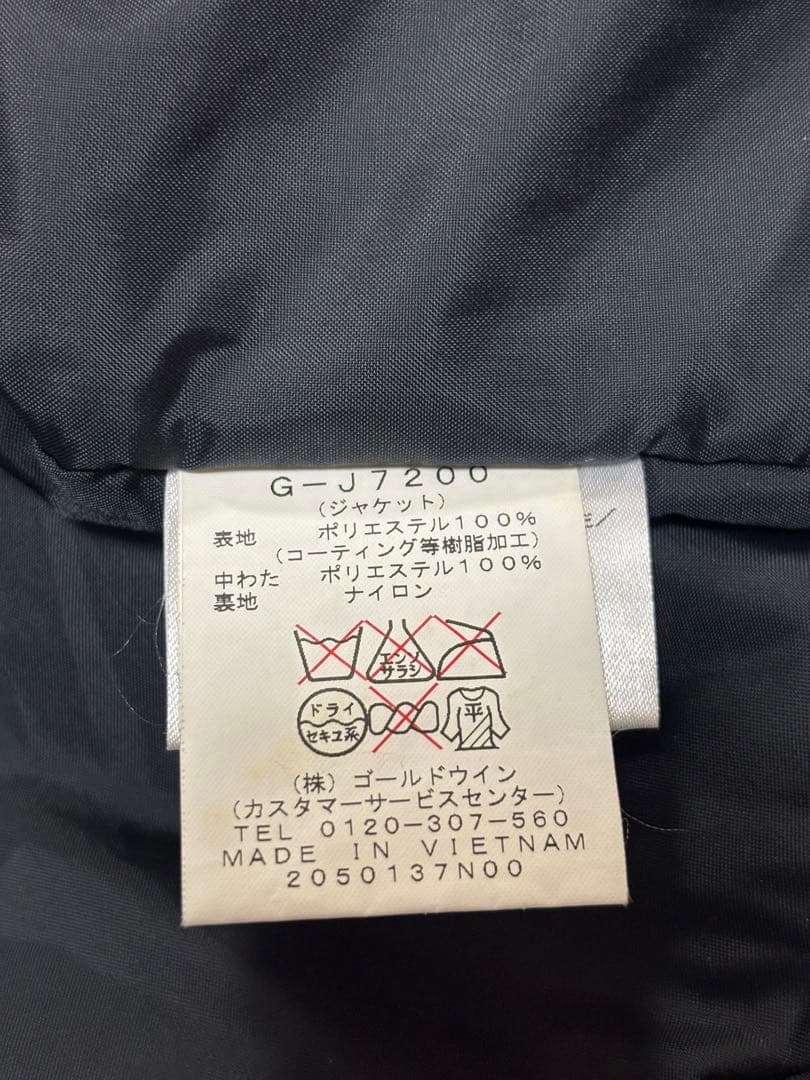 G-J7200
(ジャケット)
表地 ポリエステル100%
(コーティング等樹脂加工)
中わた ポリエステル100%
裏地 ナイロン
エンソ
サラシ
ドライ
セキユ系
平
(株) ゴールドウイン
(カスタマーサービスセンター)
TEL 0120-307-560
MADE IN VIETNAM
2050137N00